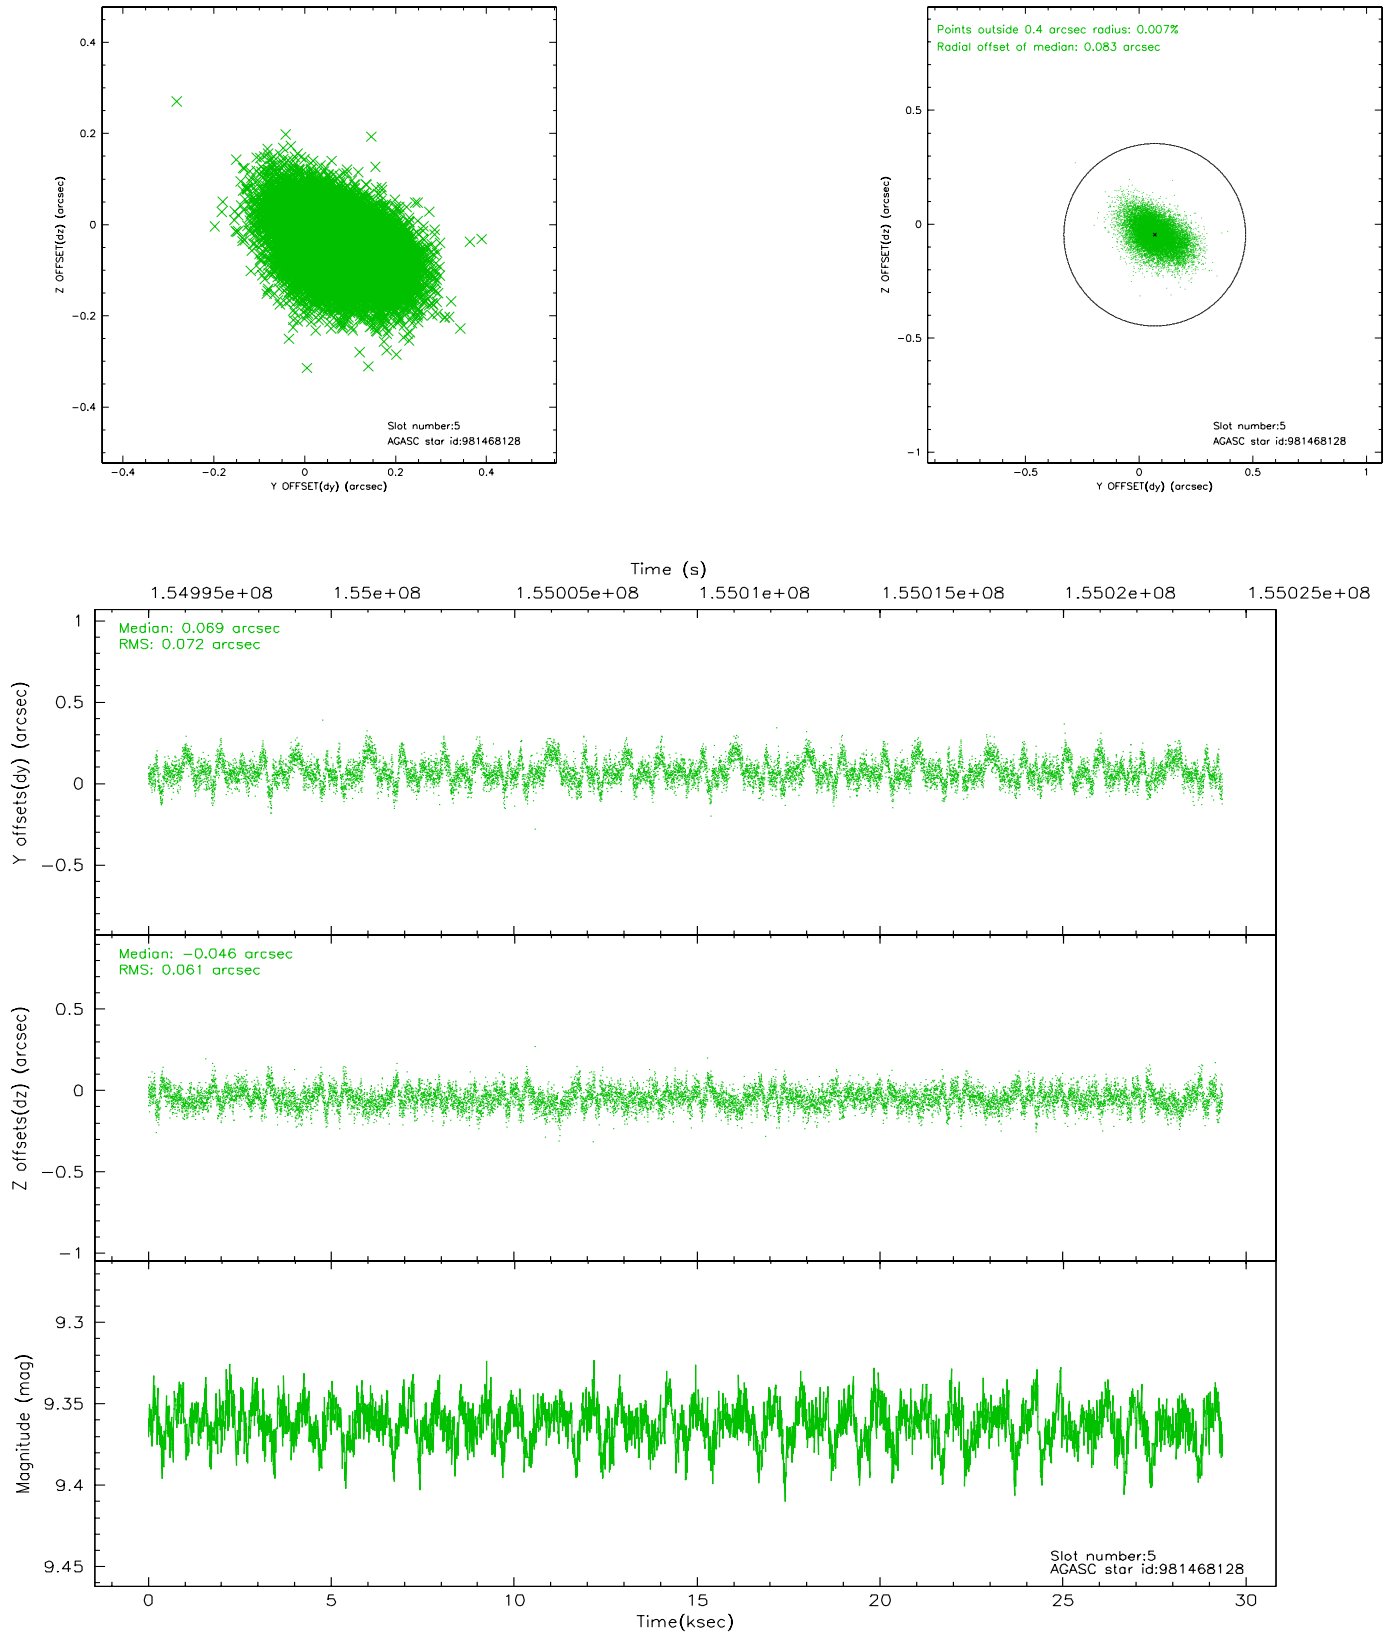 0.4
0.2
0
−0.2
−0.4
Z OFFSET(dz) (arcsec)
Slot number:5
AGASC star id:981468128
−0.4 −0.2 0 0.2 0.4
Y OFFSET(dy) (arcsec)
Points outside 0.4 arcsec radius: 0.007%
Radial offset of median: 0.083 arcsec
0.5
0
−0.5
−1
Z OFFSET(dz) (arcsec)
Slot number:5
AGASC star id:981468128
−0.5 0 0.5 1
Y OFFSET(dy) (arcsec)
Time (s)
1.54995e+08 1.55e+08 1.55005e+08 1.5501e+08 1.55015e+08 1.5502e+08 1.55025e+08
Median: 0.069 arcsec
RMS: 0.072 arcsec
1
0.5
0
−0.5
Y offsets(dy) (arcsec)
Median: −0.046 arcsec
RMS: 0.061 arcsec
0.5
0
−0.5
−1
Z offsets(dz) (arcsec)
9.3
9.35
9.4
9.45
Magnitude (mag)
Slot number:5
AGASC star id:981468128
0 5 10 15 20 25 30
Time(ksec)